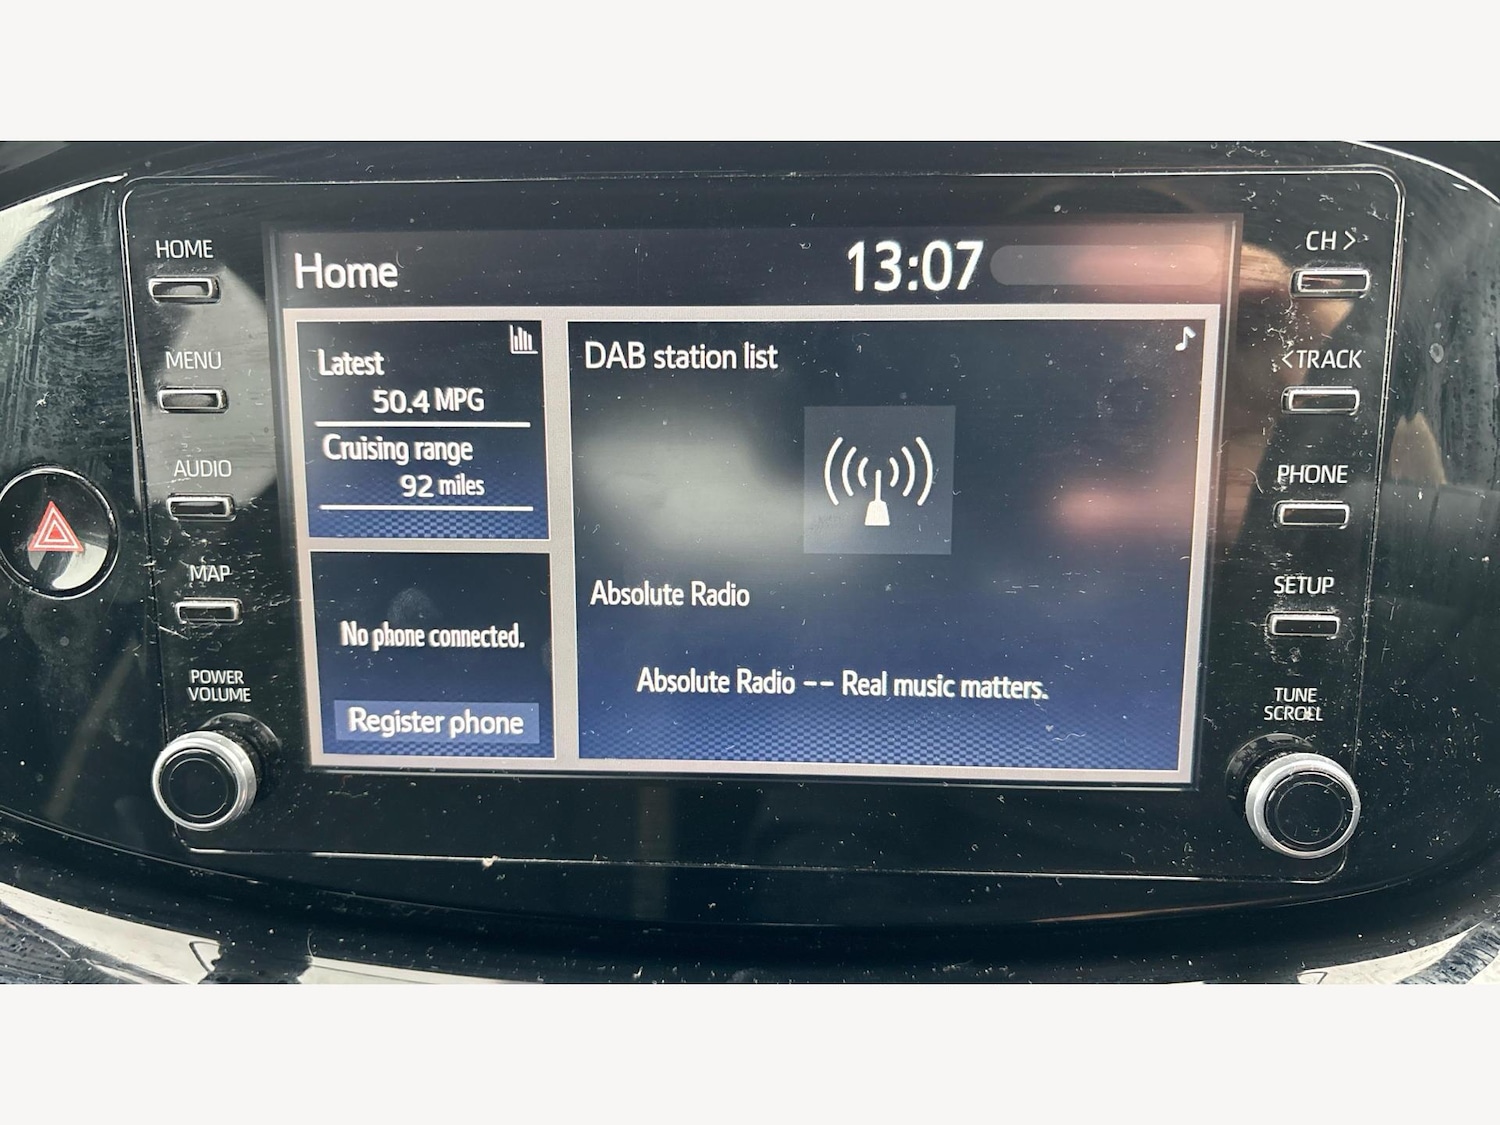 HOME
MENU
AUDIO
MAP
POWER
VOLUME
Home
13:07
Latest
50.4 MPG
Cruising range
92 miles
No phone connected.
Register phone
DAB station list
Absolute Radio
Absolute Radio -- Real music matters.
CH >
< TRACK
PHONE
SETUP
TUNE
SCROLL